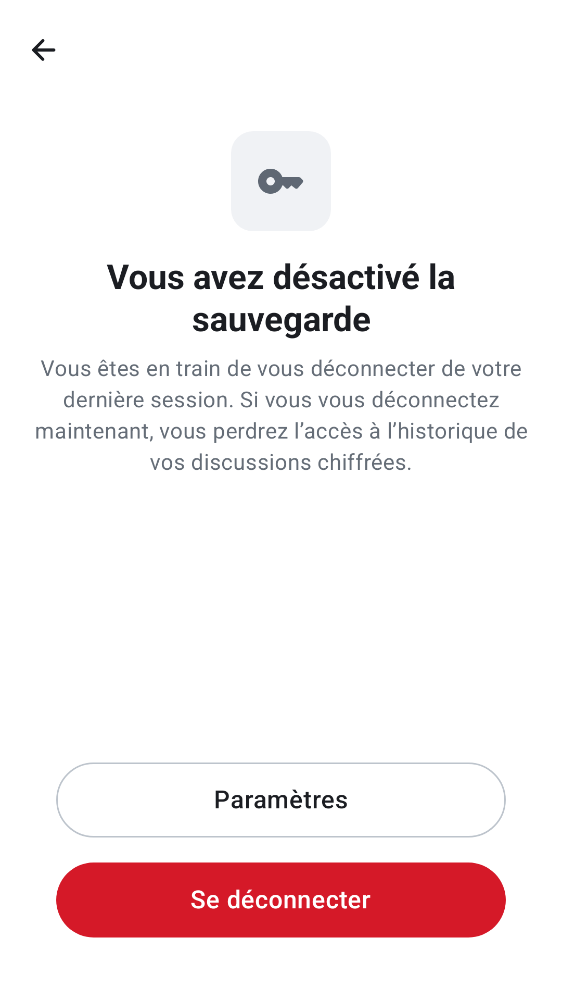 Vous avez désactivé la
sauvegarde
Vous êtes en train de vous déconnecter de votre
dernière session. Si vous vous déconnectez
maintenant, vous perdrez l’accès à l’historique de
vos discussions chiffrées.
Paramètres
Se déconnecter